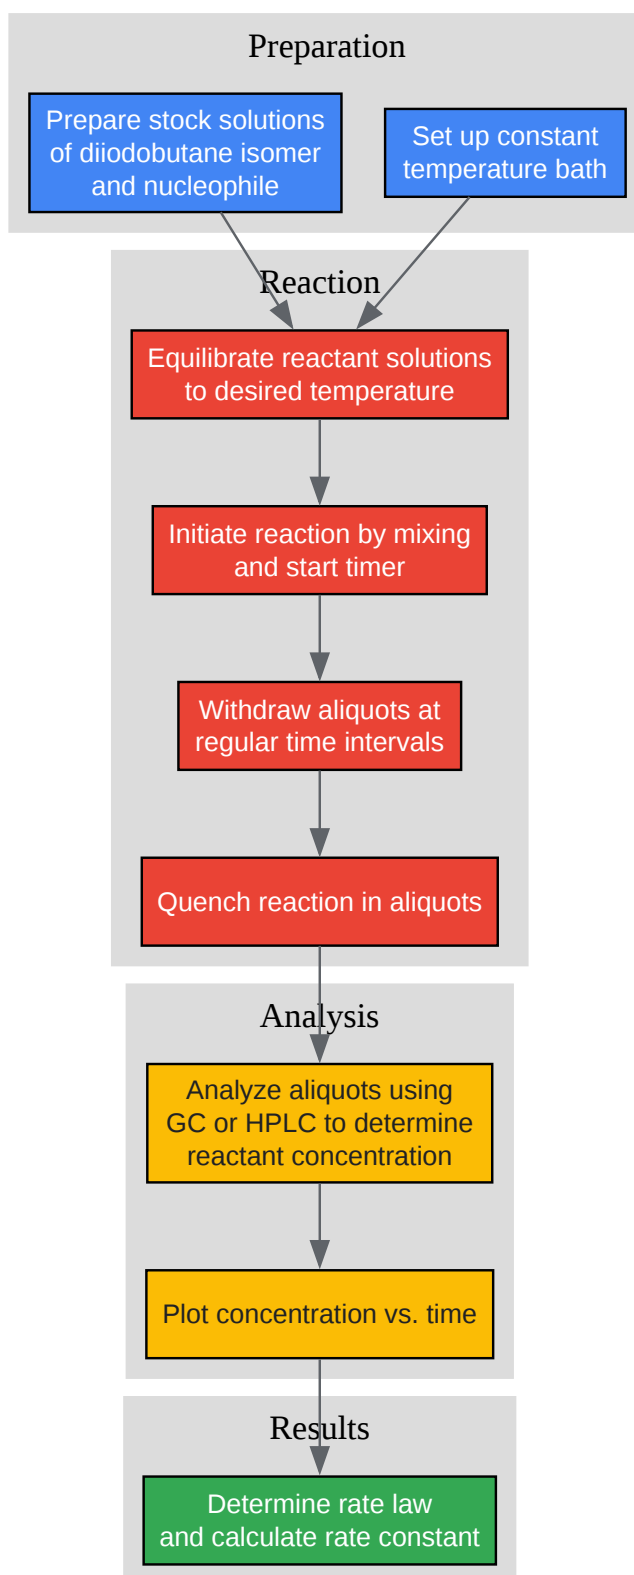 Preparation
Prepare stock solutions
of diiodobutane isomer
and nucleophile
Set up constant
temperature bath
Reaction
Equilibrate reactant solutions
to desired temperature
Initiate reaction by mixing
and start timer
Withdraw aliquots at
regular time intervals
Quench reaction in aliquots
Analysis
Analyze aliquots using
GC or HPLC to determine
reactant concentration
Plot concentration vs. time
Results
Determine rate law
and calculate rate constant